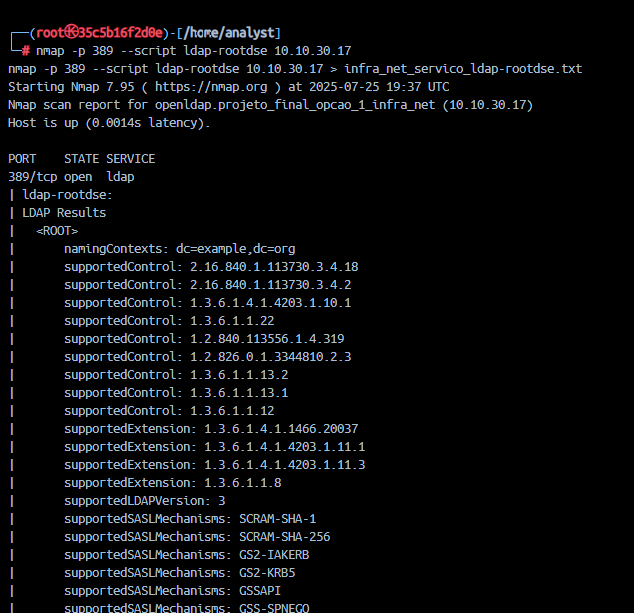 ┌──(root㉿35c5b16f2d0e)-[/home/analyst]
└─# nmap -p 389 --script ldap-rootdse 10.10.30.17
nmap -p 389 --script ldap-rootdse 10.10.30.17 > infra_net_servico_ldap-rootdse.txt
Starting Nmap 7.95 ( https://nmap.org ) at 2025-07-25 19:37 UTC
Nmap scan report for openldap.projeto_final_opcao_1_infra_net (10.10.30.17)
Host is up (0.0014s latency).

PORT    STATE SERVICE
389/tcp open  ldap
| ldap-rootdse:
| LDAP Results
|   <ROOT>
|       namingContexts: dc=example,dc=org
|       supportedControl: 2.16.840.1.113730.3.4.18
|       supportedControl: 2.16.840.1.113730.3.4.2
|       supportedControl: 1.3.6.1.4.1.4203.1.10.1
|       supportedControl: 1.3.6.1.1.22
|       supportedControl: 1.2.840.113556.1.4.319
|       supportedControl: 1.2.826.0.1.3344810.2.3
|       supportedControl: 1.3.6.1.1.13.2
|       supportedControl: 1.3.6.1.1.13.1
|       supportedControl: 1.3.6.1.1.12
|       supportedExtension: 1.3.6.1.4.1.1466.20037
|       supportedExtension: 1.3.6.1.4.1.4203.1.11.1
|       supportedExtension: 1.3.6.1.4.1.4203.1.11.3
|       supportedExtension: 1.3.6.1.1.8
|       supportedLDAPVersion: 3
|       supportedSASLMechanisms: SCRAM-SHA-1
|       supportedSASLMechanisms: SCRAM-SHA-256
|       supportedSASLMechanisms: GS2-IAKERB
|       supportedSASLMechanisms: GS2-KRB5
|       supportedSASLMechanisms: GSSAPI
|       supportedSASLMechanisms: GSS-SPNEGO